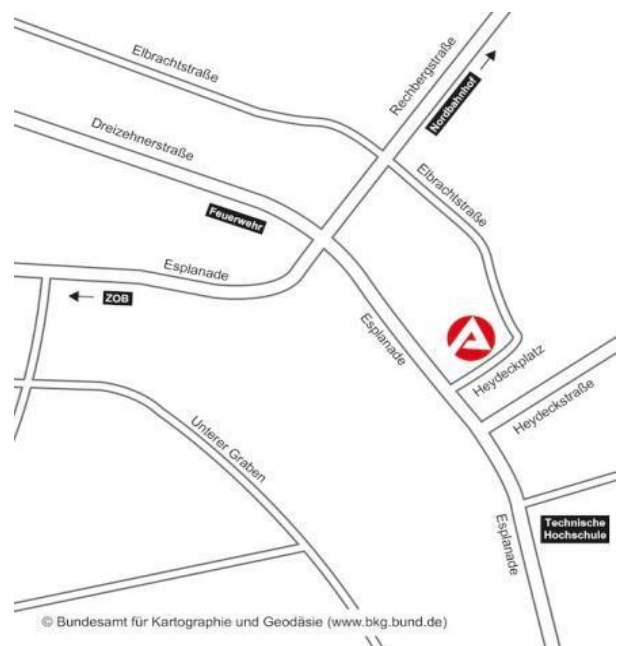 Elbrachtstraße
Rechbergstraße
Nordbahnhof
Dreizehnerstraße
Elbrachtstraße
Feuerwehr
Esplanade
ZOB
Esplanade
Heydeckplatz
Heydeckstraße
Unterer Graben
Esplanade
Technische
Hochschule
© Bundesamt für Kartographie und Geodäsie (www.bkg.bund.de)